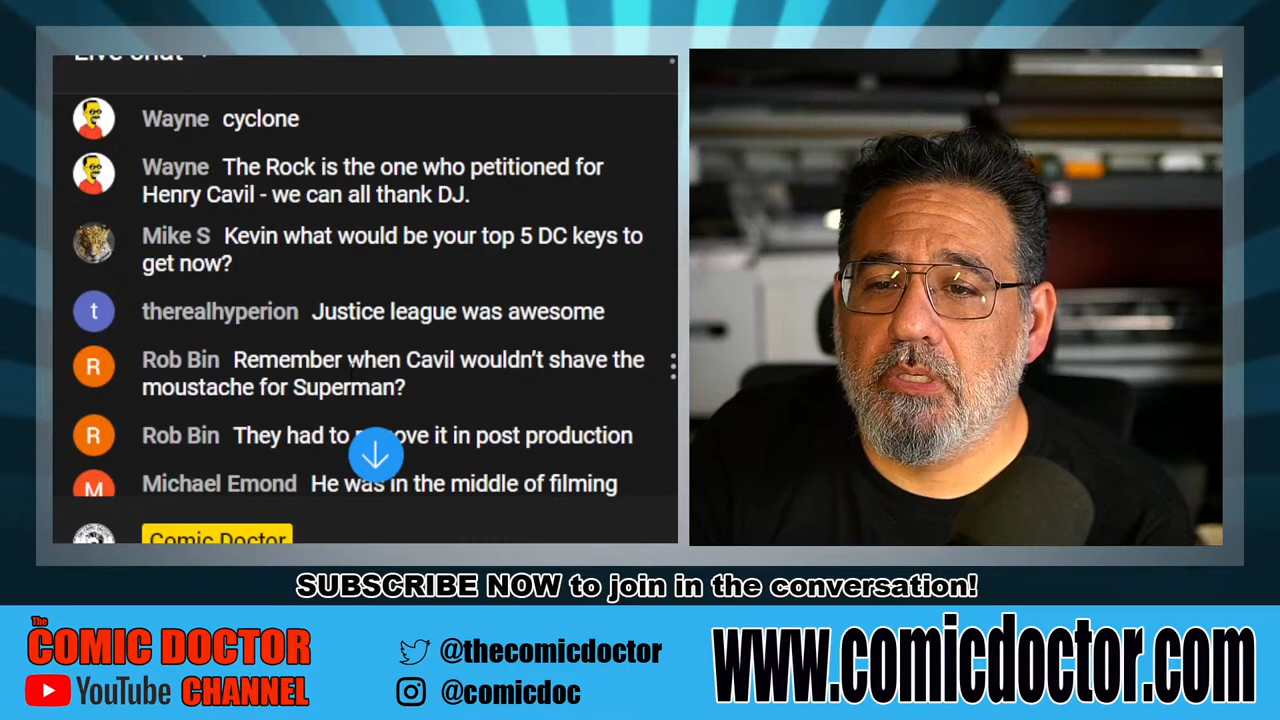 Live chat
Wayne cyclone
Wayne The Rock is the one who petitioned for
Henry Cavil - we can all thank DJ.
Mike S Kevin what would be your top 5 DC keys to
get now?
t therealhyperion Justice league was awesome
R Rob Bin Remember when Cavil wouldn't shave the
moustache for Superman?
R Rob Bin They had to ove it in post production
M Michael Emond He was in the middle of filming
Comic Doctor
SUBSCRIBE NOW to join in the conversation!
The
COMIC DOCTOR
YouTube CHANNEL
@thecomicdoctor
@comicdoc
www.comicdoctor.com